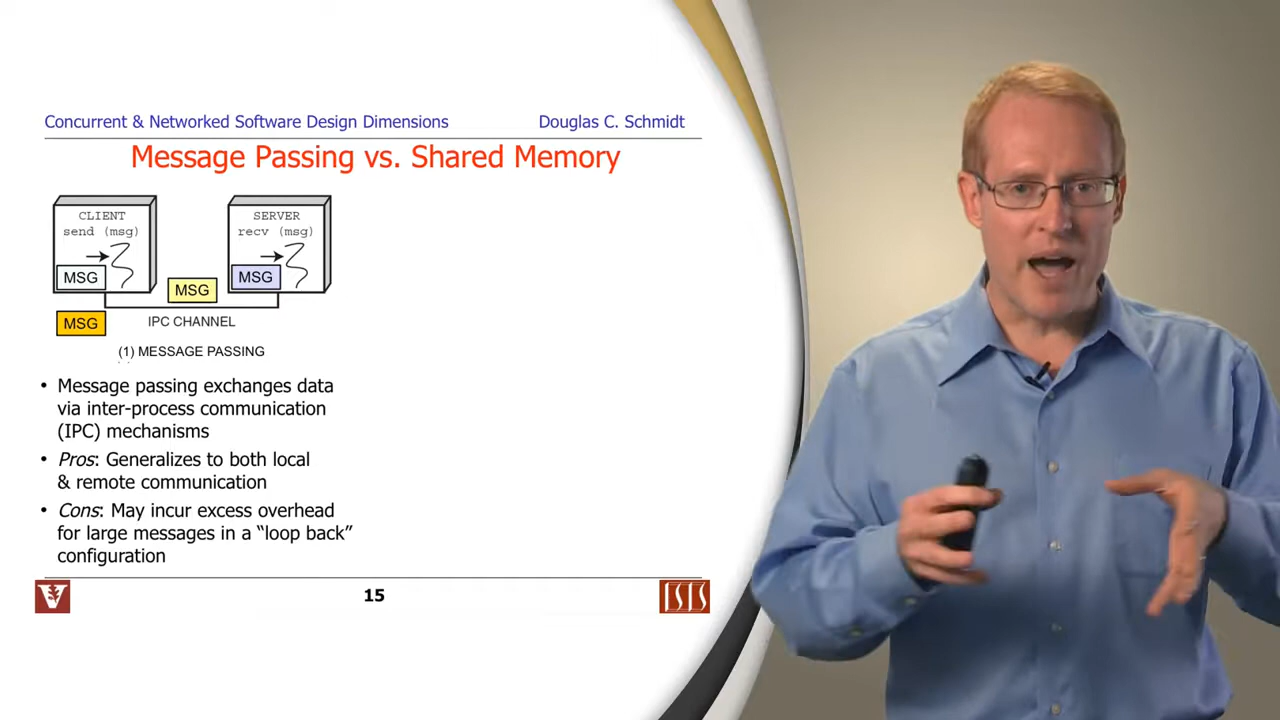 Concurrent & Networked Software Design Dimensions Douglas C. Schmidt
Message Passing vs. Shared Memory
CLIENT
send (msg)
MSG
SERVER
recv (msg)
MSG
MSG
MSG
IPC CHANNEL
(1) MESSAGE PASSING
• Message passing exchanges data
via inter-process communication
(IPC) mechanisms
• Pros: Generalizes to both local
& remote communication
• Cons: May incur excess overhead
for large messages in a “loop back”
configuration
V
15
ISIS